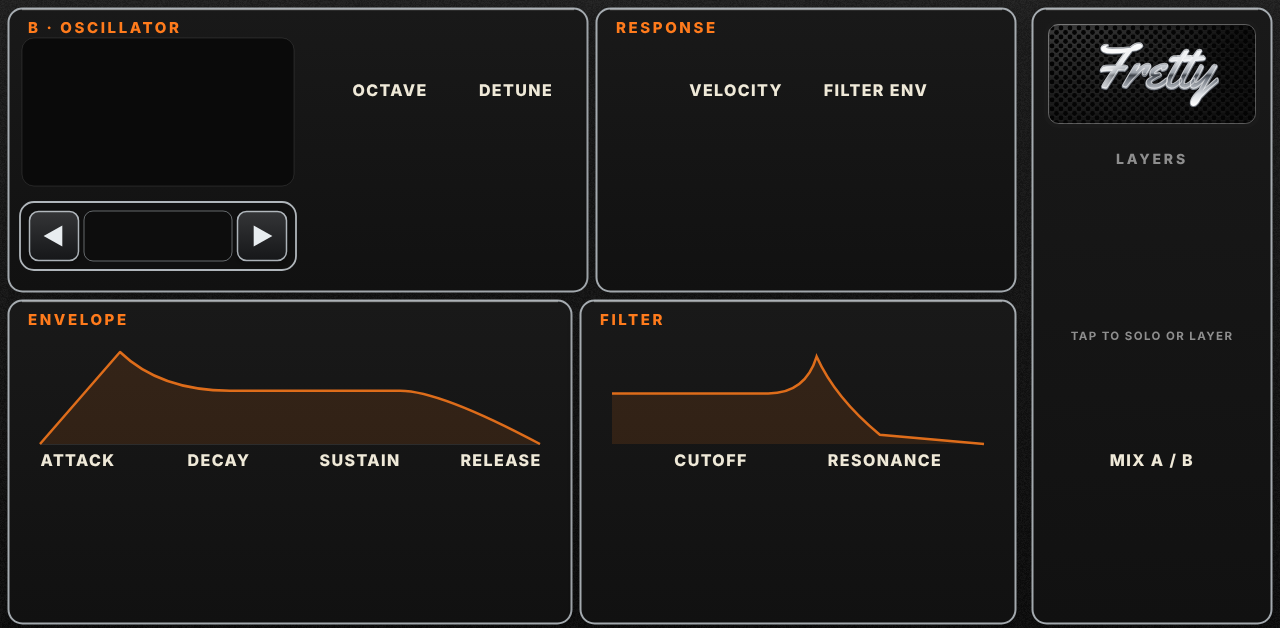 B · OSCILLATOR
OCTAVE DETUNE
RESPONSE
VELOCITY FILTER ENV
Fretty
LAYERS
TAP TO SOLO OR LAYER
MIX A / B
ENVELOPE
ATTACK DECAY SUSTAIN RELEASE
FILTER
CUTOFF RESONANCE